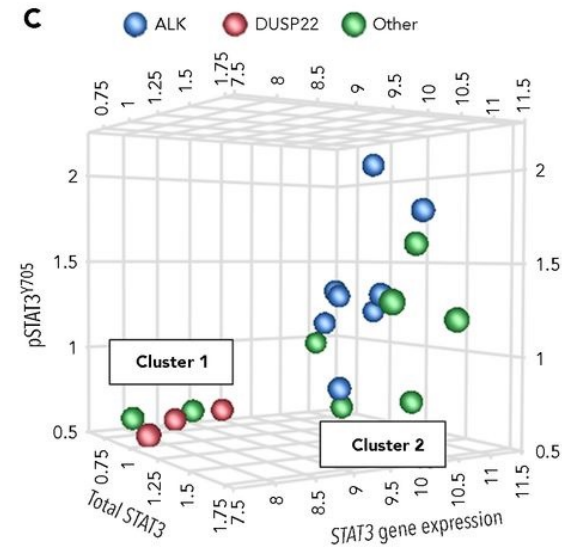 C
ALK DUSP22 Other
0.75 1 1.25 1.5 1.75 7.5 8 8.5 9 9.5 10 10.5 11 11.5
2 2
1.5 1.5
pSTAT3Y705
1 1
Cluster 1
0.5 0.5
Cluster 2
0.75 1 1.25 1.5 1.75 7.5 8 8.5 9 9.5 10 10.5 11 11.5
Total STAT3 STAT3 gene expression